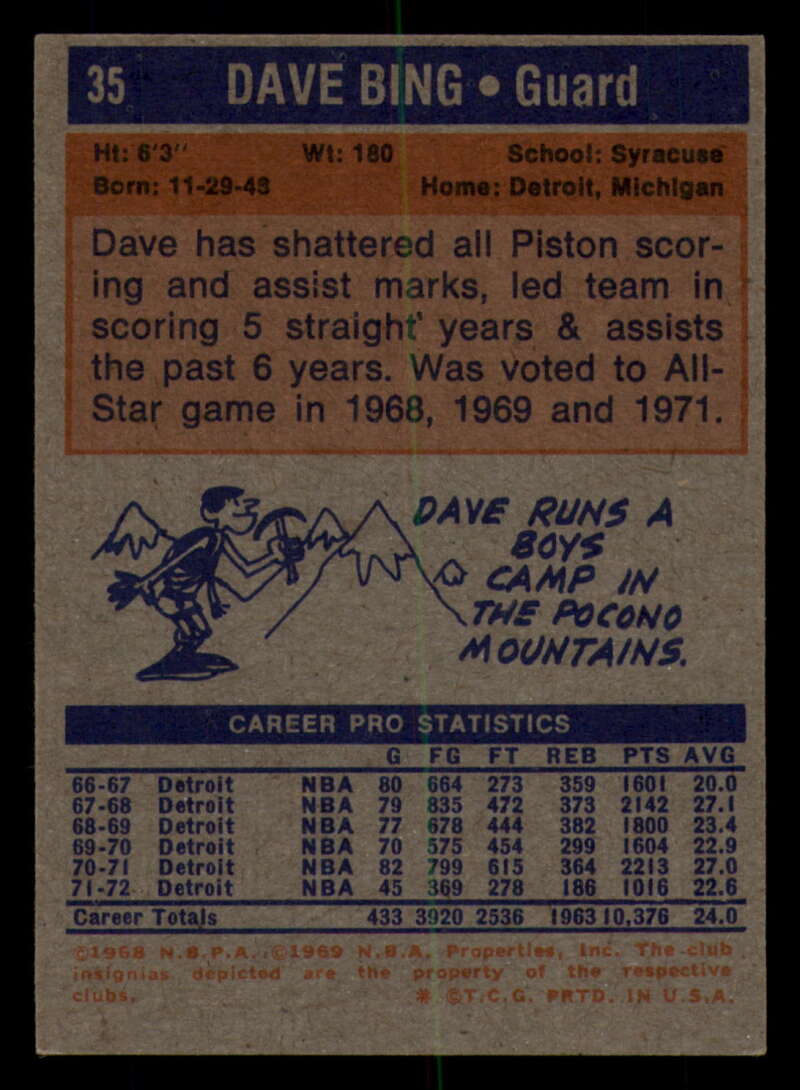 35 DAVE BING • Guard
Ht: 6'3" Wt: 180 School: Syracuse
Born: 11-29-43 Home: Detroit, Michigan
Dave has shattered all Piston scor-
ing and assist marks, led team in
scoring 5 straight years & assists
the past 6 years. Was voted to All-
Star game in 1968, 1969 and 1971.
DAVE RUNS A
BOYS
CAMP IN
THE POCONO
MOUNTAINS.
CAREER PRO STATISTICS
G FG FT REB PTS AVG
66-67 Detroit NBA 80 664 273 359 1601 20.0
67-68 Detroit NBA 79 835 472 373 2142 27.1
68-69 Detroit NBA 77 678 444 382 1800 23.4
69-70 Detroit NBA 70 575 454 299 1604 22.9
70-71 Detroit NBA 82 799 615 364 2213 27.0
71-72 Detroit NBA 45 369 278 186 1016 22.6
Career Totals 433 3920 2536 1963 10,376 24.0
©1968 N.B.P.A. ©1969 N.B.A. Properties, Inc. The club
insignias depicted are the property of the respective
clubs. * ©T.C.G. PRTD. IN U.S.A.